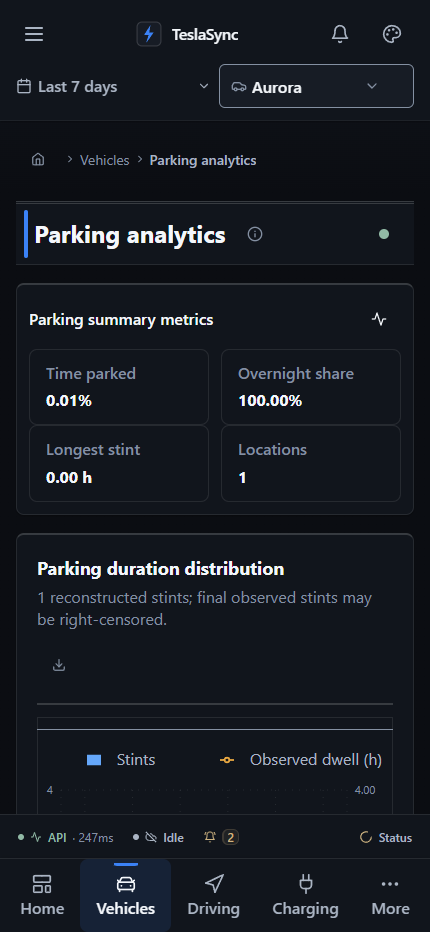 TeslaSync
Last 7 days
Aurora
Vehicles
Parking analytics
Parking analytics
Parking summary metrics
Time parked
0.01%
Overnight share
100.00%
Longest stint
0.00 h
Locations
1
Parking duration distribution
1 reconstructed stints; final observed stints may
be right-censored.
Stints
Observed dwell (h)
4
4.00
API · 247ms
Idle
2
Status
Home
Vehicles
Driving
Charging
More